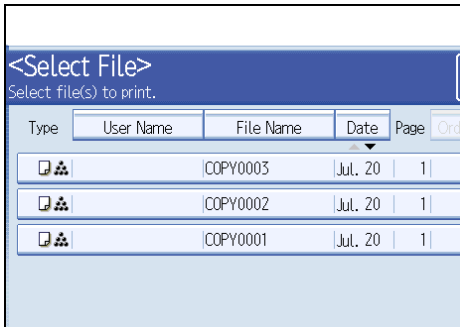 <Select File>
Select file(s) to print.
Type User Name File Name Date Page Ord
COPY0003 Jul. 20 1
COPY0002 Jul. 20 1
COPY0001 Jul. 20 1